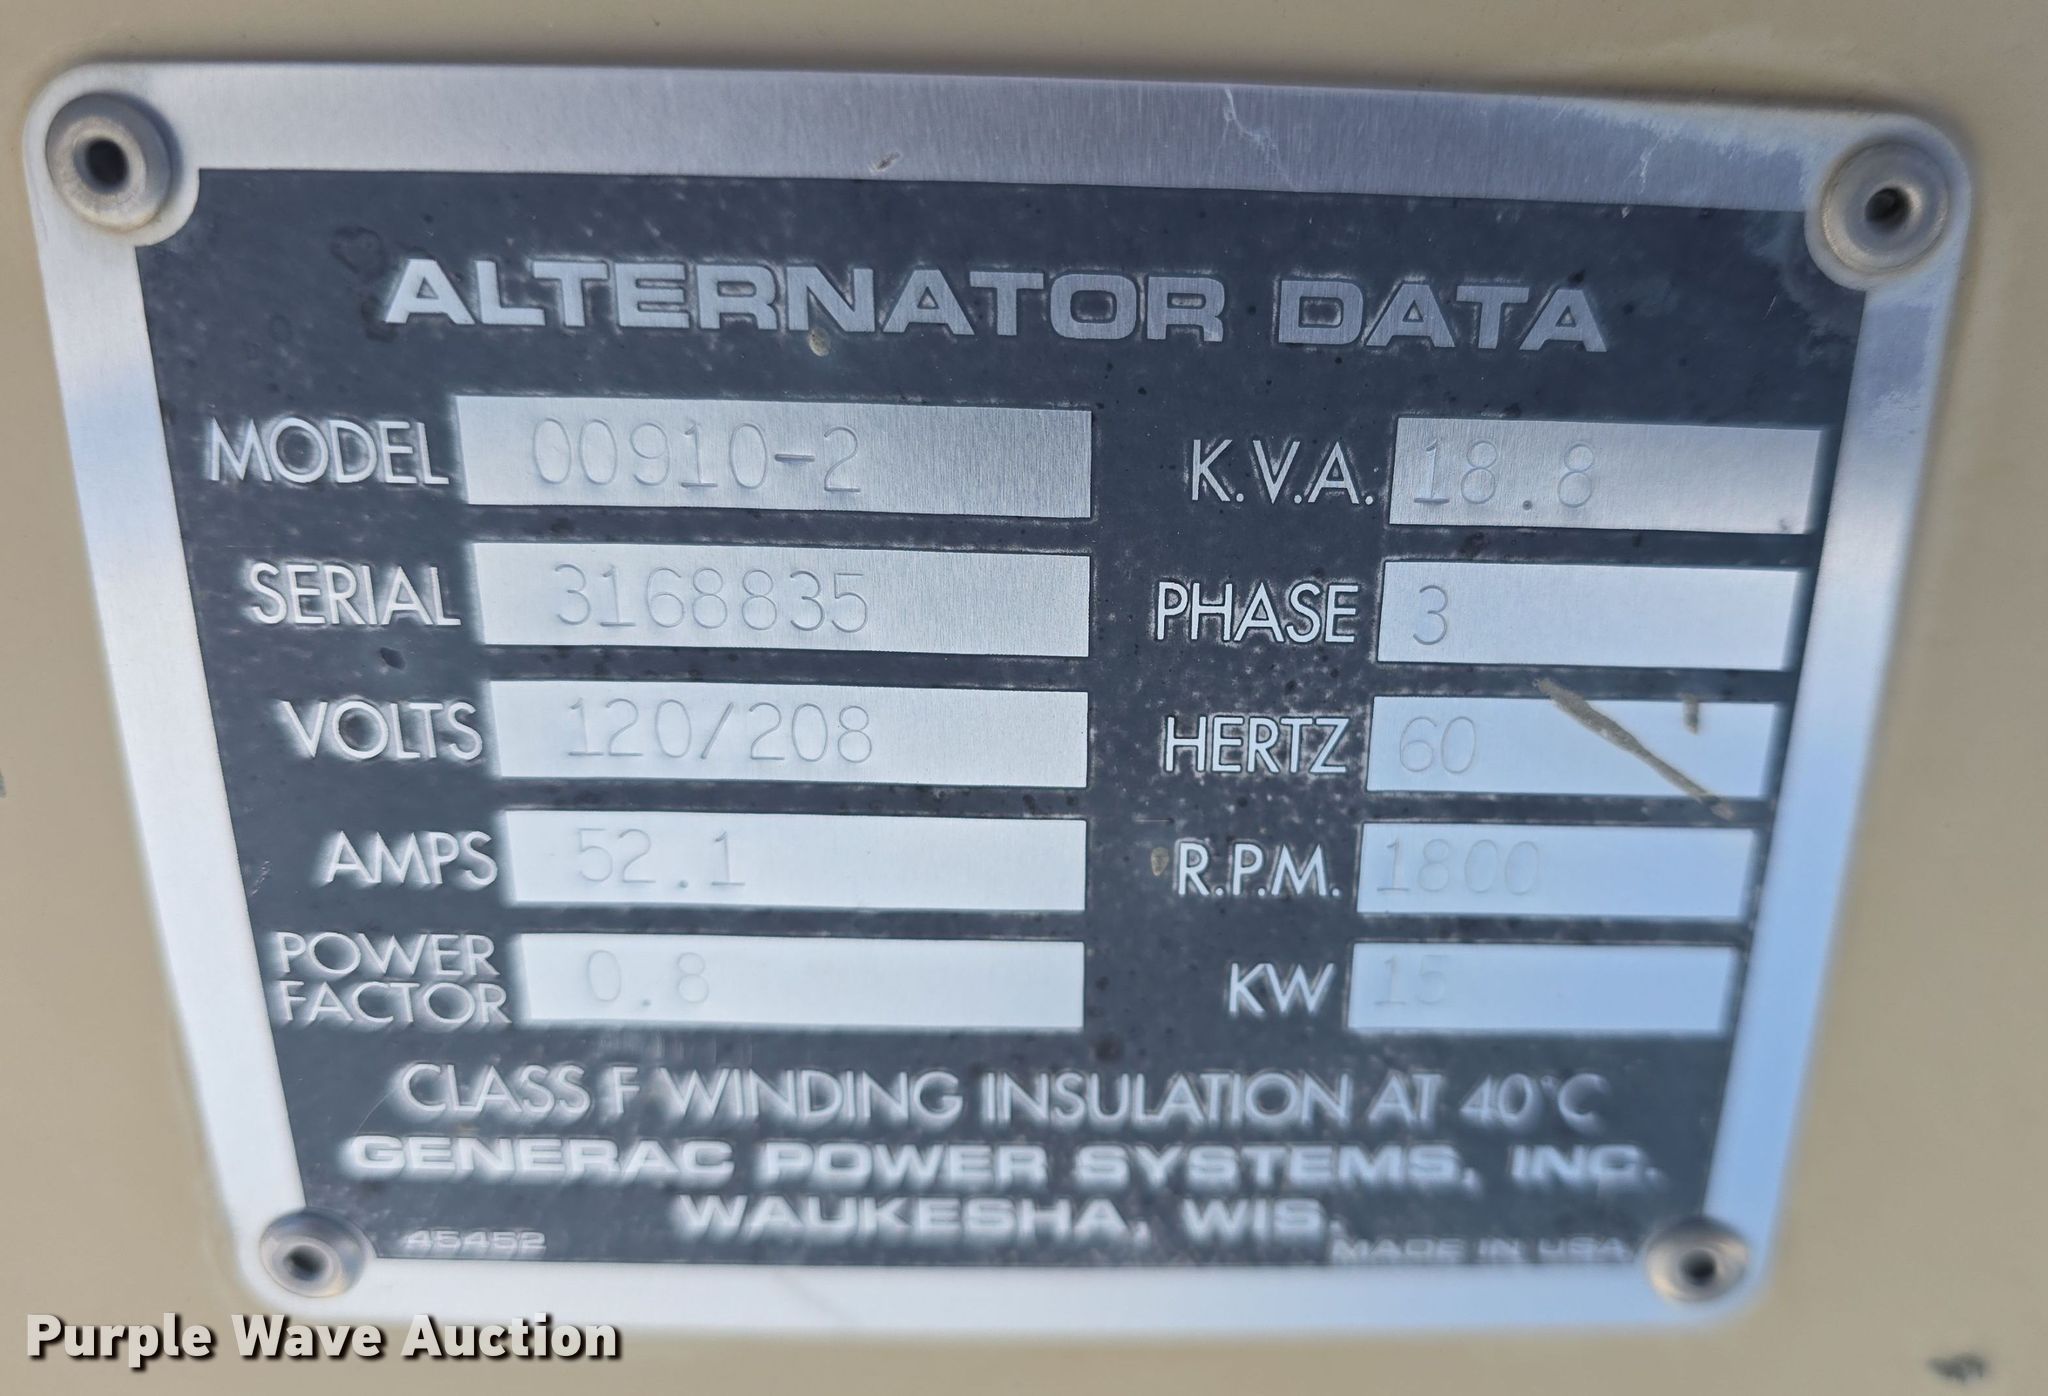 ALTERNATOR DATA
MODEL 00910-2 K.V.A. 18.8
SERIAL 3168835 PHASE 3
VOLTS 120/208 HERTZ 60
AMPS 52.1 R.P.M. 1800
POWER FACTOR 0.8 KW 15
CLASS F WINDING INSULATION AT 40°C
GENERAC POWER SYSTEMS, INC.
WAUKESHA, WIS.
45452 MADE IN USA
Purple Wave Auction